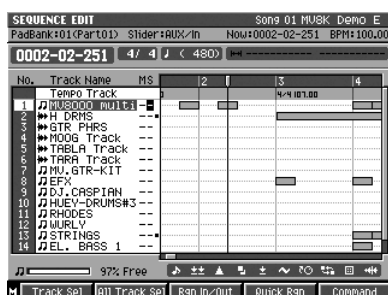 SEQUENCE EDIT Song 01 MV8K Demo E
PadBank:01(Part01) Slider:AUX/In Now:0002-02-251 BPM:100.00
0002-02-251 4/ 4 ♩ ( 480)
No. Track Name MS 2 3 4
Tempo Track 4/4 107.00
1 MV8000 multi --
2 H DRMS --
3 GTR PHRS --
4 MOOG Track --
5 TABLA Track --
6 TARA Track --
7 MV.GTR-KIT --
8 EFX --
9 DJ.CASPIAN --
10 HUEY-DRUMS#3 --
11 RHODES --
12 WURLY --
13 STRINGS --
14 EL. BASS 1 --
97% Free
M Track Sel All Track Sel Rgn In/Out Quick Rgn Command